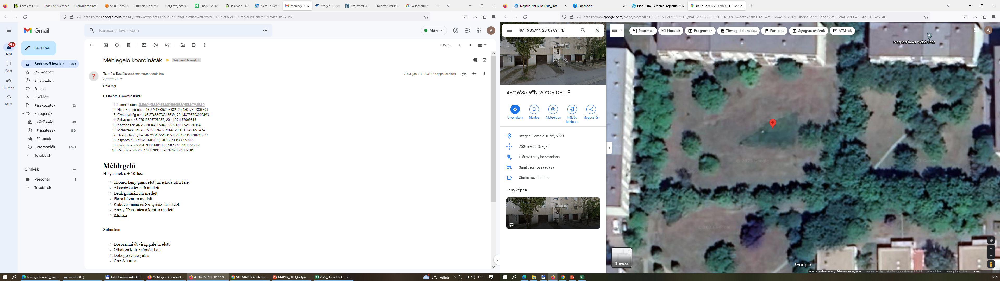 Levelezés :: Be
Index of /weather
GlobAllomeTree
SZTE CooSpa
Humán bioklimat
Frei_Kata_beadan
Shop - Munc
Talajweb - Né
Neptun.Net
Méhlegelő
Szegedi Tudo
Projected val
Projected values o
"Allometry of
https://mail.google.com/mail/u/0/#inbox/WhctKKXpSdSbZZtRqChWtncmbfCxWzHCLQnjcQZZDLPFmplcLPrNdfKcPRNhvhnFmVkJPhl
Gmail
Keresés a levelekben
Aktív
A
99+
Mail
Chat
Spaces
Meet
Levélírás
Beérkező levelek 259
Csillagozott
Elhalasztott
Fontos
Elküldött
Piszkozatok 123
Kategóriák
Közösségi 48
Frissítések 150
Fórumok
Promóciók 1 463
Továbbiak
Címkék
Personal 1
Továbbiak
3 058/12.
Méhlegelő koordináták
Beérkező levelek ×
Tamás Ézsiás <ezsiastam@mondolo.hu>
2023. jan. 24. 13:32 (2 nappal ezelőtt)
címzett: én
Szia Ági
Csatolom a koordinátákat
1. Lomnici utca: 46.276643506663746, 20.152514599854346
2. Hont Ferenc utca: 46.27466685296832, 20.15017897308309
3. Gyöngyvirág utca:46.27465078313639, 20.148796708000493
4. Zsitva-sor: 46.27513326728037, 20.14201177609618
5. Kálvária tér: 46.25380344365041, 20.130196525380384
6. Móravárosi krt: 46.251555767637164, 20.12316493275474
7. Szent György tér: 46.2594555101553, 20.157355810215677
8. Zápor-tó:46.2715282685439, 20.168733477327848
9. Gyík utca: 46.264598851404855, 20.171831198726384
10. Vág utca: 46.2667789378948, 20.14579841382901
Méhlegelő
Helyszínek a + 10-hez
Thomorkeny gumi elott az iskola utca fele
Alsóvárosi temető mellett
Deák gimnázium mellett
Pláza búvár to mellett
Kukuvec nana és Szatymaz utca kozt
Arany János utca a kerites mellett
Klinika
Suburban
Dorozsmai út virág paletta elott
Öthalom koli, mérnök koli
Dobogo-délceg utca
Csanádi utca
Leiras_automata_havi...
munka (D:)
Total Commander (x6...
Méhlegelő koordinát...
46°16'35.9"N 20°09'09...
VIII. MAPER konferen...
MAPER_2023_Gulyas ...
2022_alapadatok - Ex...
3°C Felhős
17:21
Neptun.Net NTWEB06_OW
Facebook
Blog – The Perennial Agriculture
46°16'35.9"N 20°09'09.1"E – Goo
https://www.google.com/maps/place/46°16'35.9"N+20°09'09.1"E/@46.2765865,20.152419,81m/data=!3m1!1e3!4m5!3m4!1s0x0:0x10b28d2e7796eba7!8m2!3d46.2766435!4d20.1525146
46°16'35.9"N 20°09'09.1"E
Éttermek
Hotelek
Programok
Tömegközlekedés
Parkolás
Gyógyszertárak
ATM-ek
A
MagnetPlanet Webáruház
46°16'35.9"N 20°09'09.1"E
Útvonalterv
Mentés
A közelben
Küldés telefonra
Megosztás
Szeged, Lomnici u. 32, 6723
75G3+M22 Szeged
Hiányzó hely hozzáadása
Saját cég hozzáadása
Címke hozzáadása
Fényképek
© 2023 Google
© 2023 Google
Rétegek
Google
Képek © Airbus, 2023., Térképadatok © , 2023.
Magyarország
Általános Szerződési Feltételek
Adatvédelem
Visszajelzés küldése
5 m
17:21